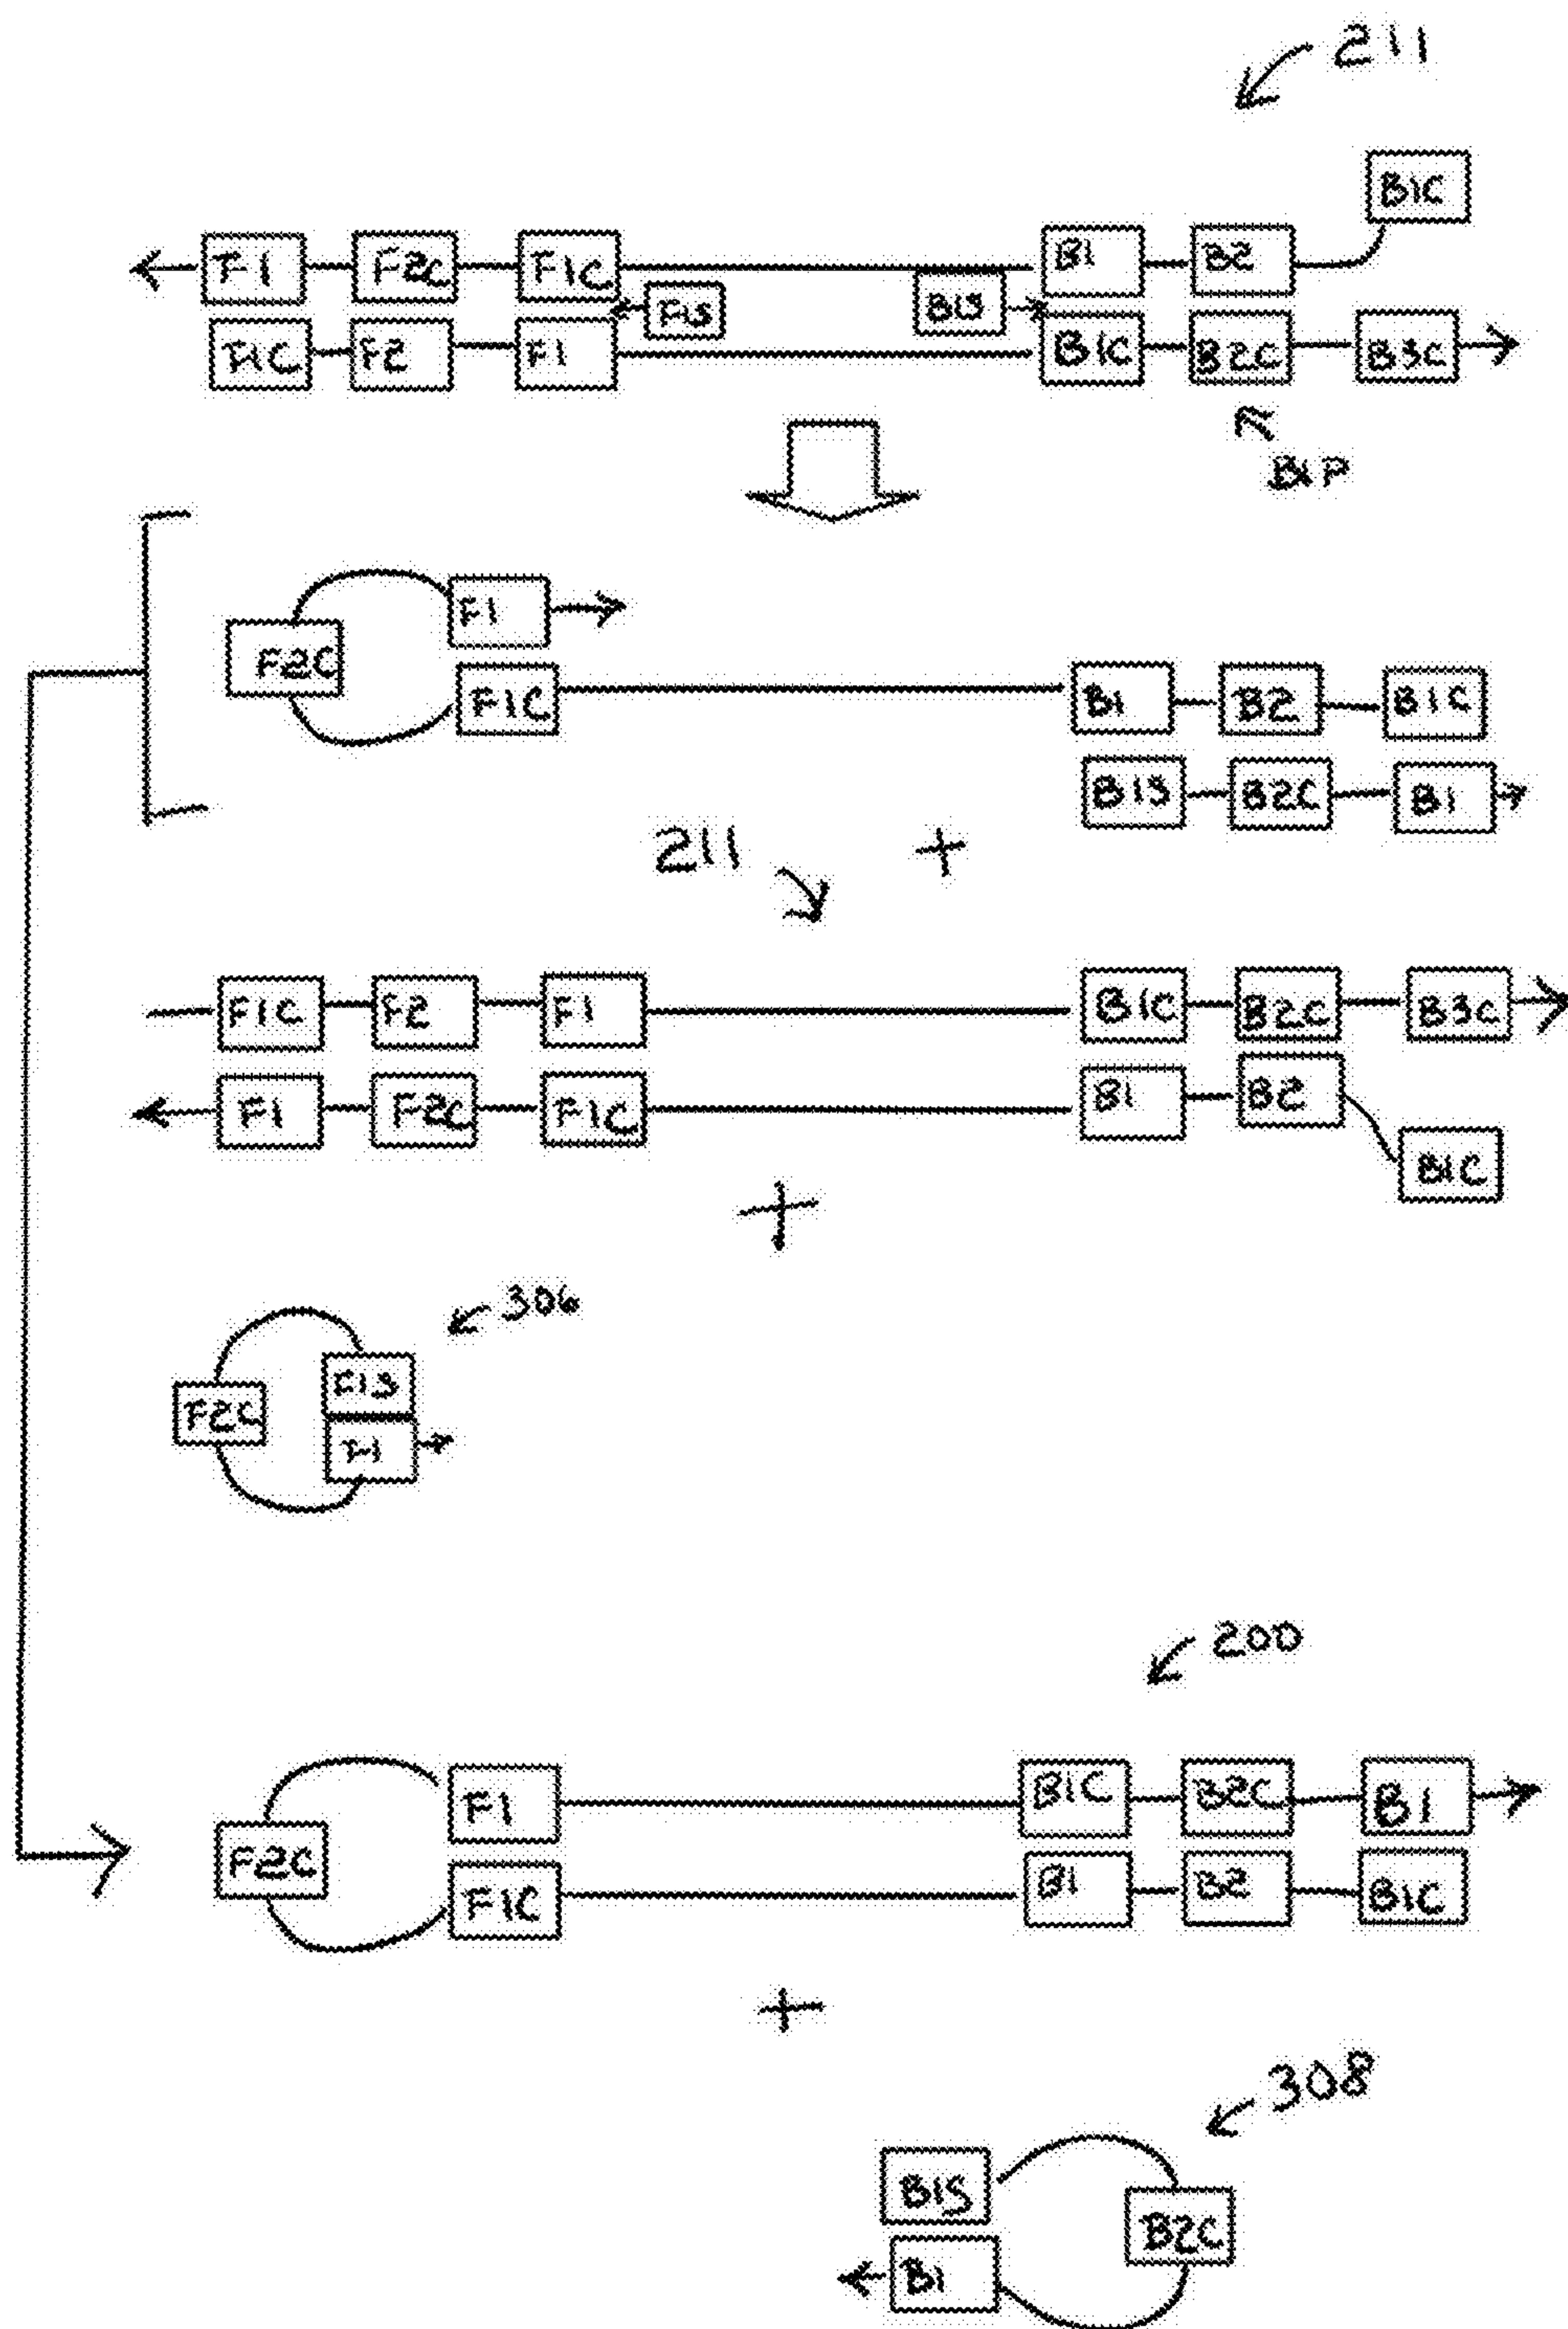 211
B1C
F1 F2C F1C B1 B2
F1S B1S
F1C F2 F1 B1C B2C B3C
BIP
F1
F2C
F1C B1 B2 B1C
B1S B2C B1
211 +
F1C F2 F1 B1C B2C B3C
F1 F2C F1C B1 B2
B1C
+
306
F1S
F2C
F1
200
F1 B1C B2C B1
F2C
F1C B1 B2 B1C
+
308
B1S
B2C
B1